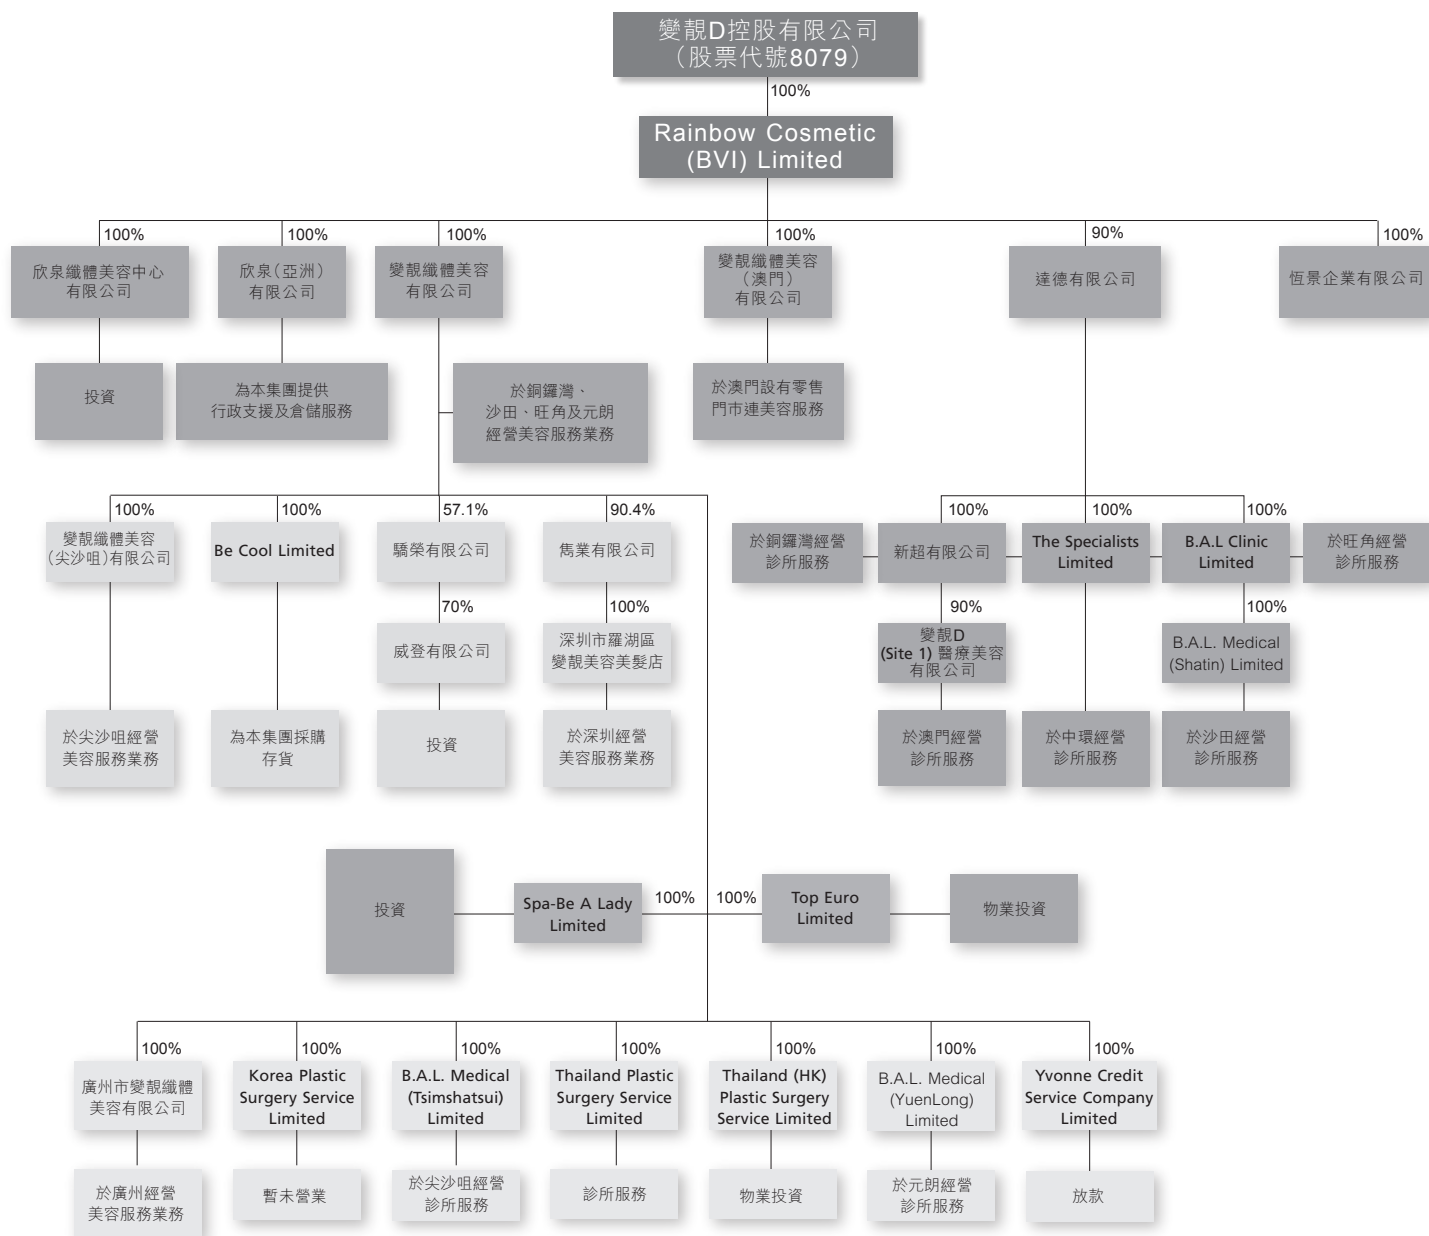 變靚D控股有限公司
（股票代號8079）
100%
Rainbow Cosmetic
(BVI) Limited
100%
100%
100%
100%
90%
100%
欣泉纖體美容中心
有限公司
欣泉（亞洲）
有限公司
變靚纖體美容
有限公司
變靚纖體美容
（澳門）
有限公司
達德有限公司
恆景企業有限公司
投資
為本集團提供
行政支援及倉儲服務
於銅鑼灣、
沙田、旺角及元朗
經營美容服務業務
於澳門設有零售
門市連美容服務
100%
100%
57.1%
90.4%
100%
100%
100%
變靚纖體美容
（尖沙咀）有限公司
Be Cool Limited
驕榮有限公司
雋業有限公司
於銅鑼灣經營
診所服務
新超有限公司
The Specialists
Limited
B.A.L Clinic
Limited
於旺角經營
診所服務
70%
100%
90%
100%
威登有限公司
深圳市羅湖區
變靚美容美髮店
變靚D
(Site 1) 醫療美容
有限公司
B.A.L. Medical
(Shatin) Limited
於尖沙咀經營
美容服務業務
為本集團採購
存貨
投資
於深圳經營
美容服務業務
於澳門經營
診所服務
於中環經營
診所服務
於沙田經營
診所服務
投資
Spa-Be A Lady
Limited
100%
100%
Top Euro
Limited
物業投資
100%
100%
100%
100%
100%
100%
100%
廣州市變靚纖體
美容有限公司
Korea Plastic
Surgery Service
Limited
B.A.L. Medical
(Tsimshatsui)
Limited
Thailand Plastic
Surgery Service
Limited
Thailand (HK)
Plastic Surgery
Service Limited
B.A.L. Medical
(YuenLong)
Limited
Yvonne Credit
Service Company
Limited
於廣州經營
美容服務業務
暫未營業
於尖沙咀經營
診所服務
診所服務
物業投資
於元朗經營
診所服務
放款